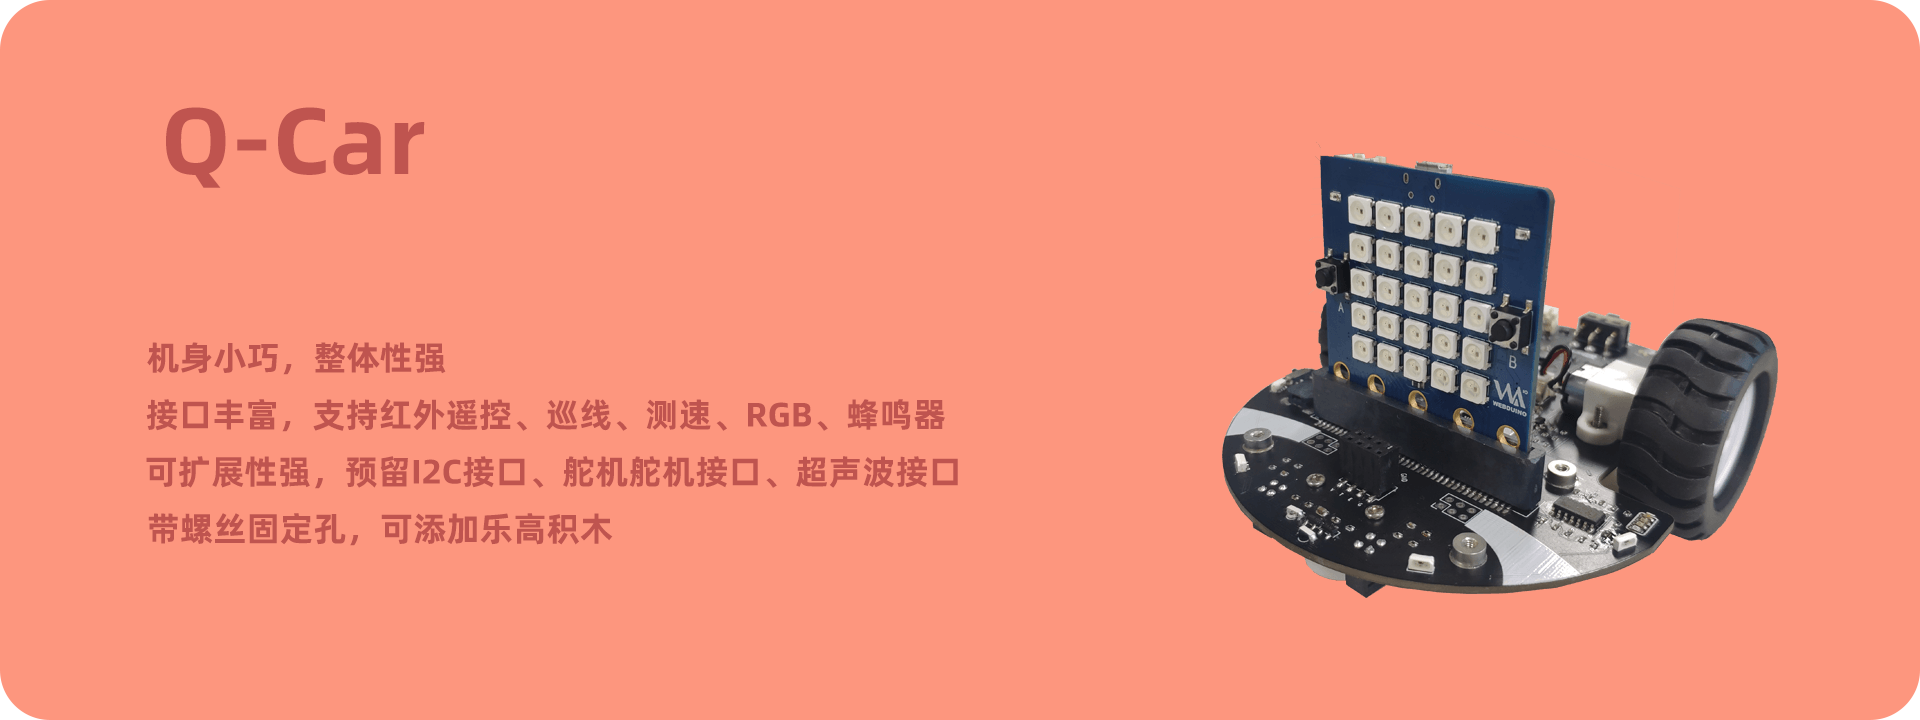 Q-Car
机身小巧，整体性强
接口丰富，支持红外遥控、巡线、测速、RGB、蜂鸣器
可扩展性强，预留I2C接口、舵机舵机接口、超声波接口
带螺丝固定孔，可添加乐高积木
A
B
WEBDUINO